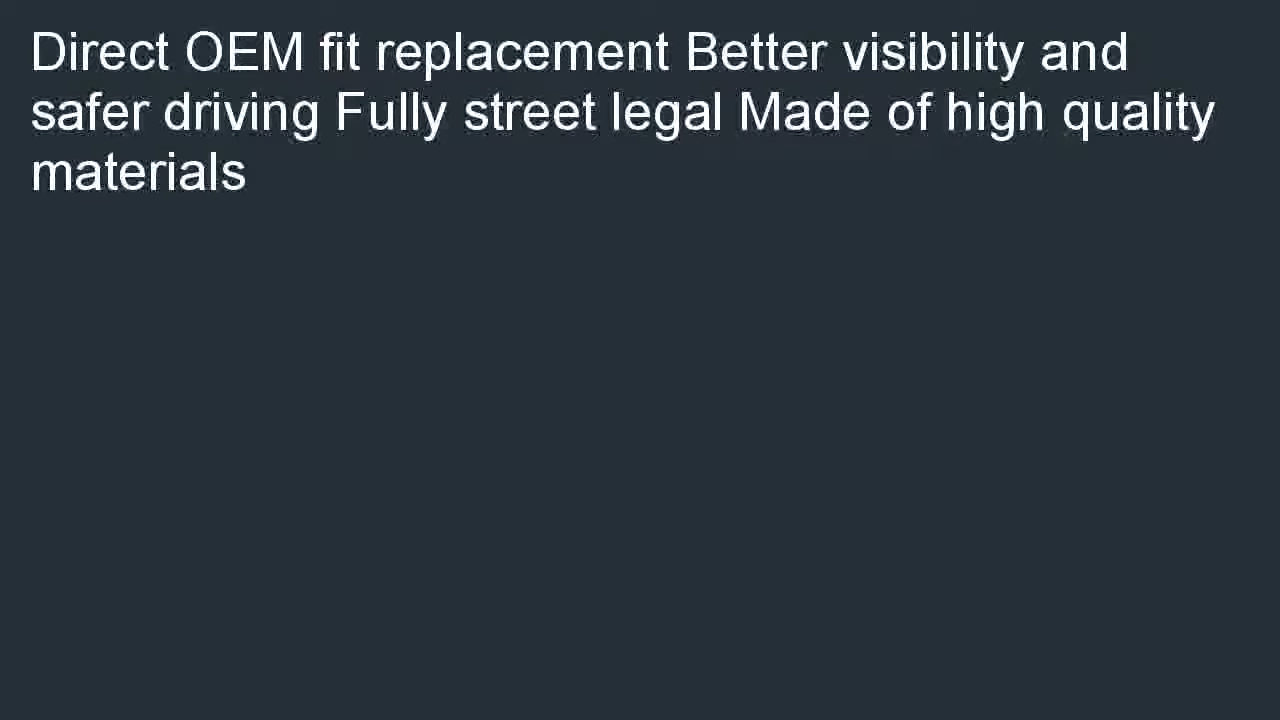 Direct OEM fit replacement Better visibility and
safer driving Fully street legal Made of high quality
materials